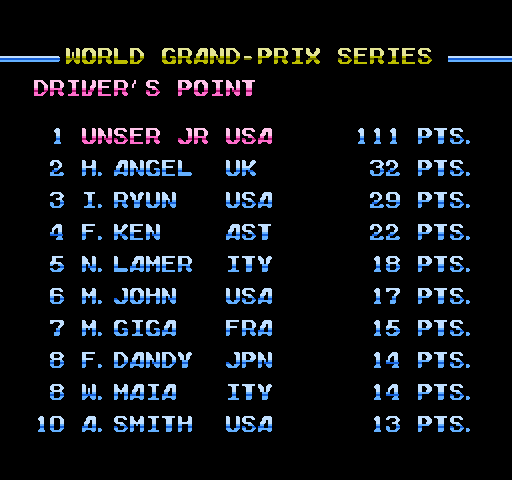 WORLD GRAND-PRIX SERIES
DRIVER'S POINT
1 UNSER JR USA 111 PTS.
2 H. ANGEL UK 32 PTS.
3 I. RYUN USA 29 PTS.
4 F. KEN AST 22 PTS.
5 N. LAMER ITY 18 PTS.
6 M. JOHN USA 17 PTS.
7 M. GIGA FRA 15 PTS.
8 F. DANDY JPN 14 PTS.
8 W. MAIA ITY 14 PTS.
10 A. SMITH USA 13 PTS.